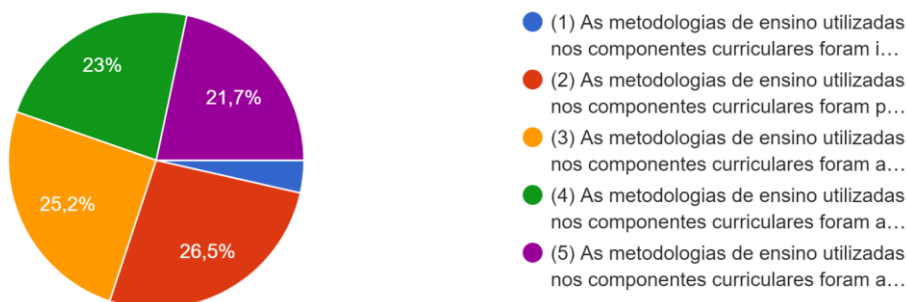 23%
21,7%
25,2%
26,5%
(1) As metodologias de ensino utilizadas
nos componentes curriculares foram i…
(2) As metodologias de ensino utilizadas
nos componentes curriculares foram p…
(3) As metodologias de ensino utilizadas
nos componentes curriculares foram a…
(4) As metodologias de ensino utilizadas
nos componentes curriculares foram a…
(5) As metodologias de ensino utilizadas
nos componentes curriculares foram a…